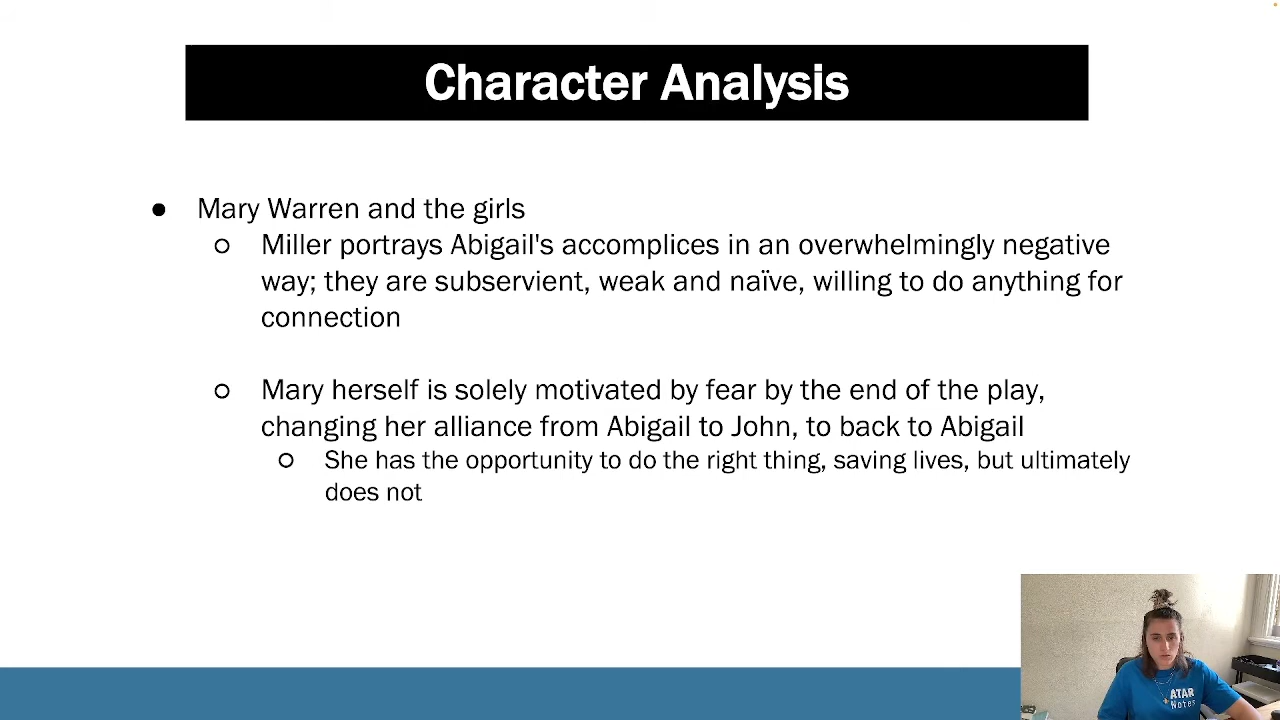 Character Analysis
● Mary Warren and the girls
○ Miller portrays Abigail's accomplices in an overwhelmingly negative
way; they are subservient, weak and naïve, willing to do anything for
connection
○ Mary herself is solely motivated by fear by the end of the play,
changing her alliance from Abigail to John, to back to Abigail
○ She has the opportunity to do the right thing, saving lives, but ultimately
does not
ATAR
Notes